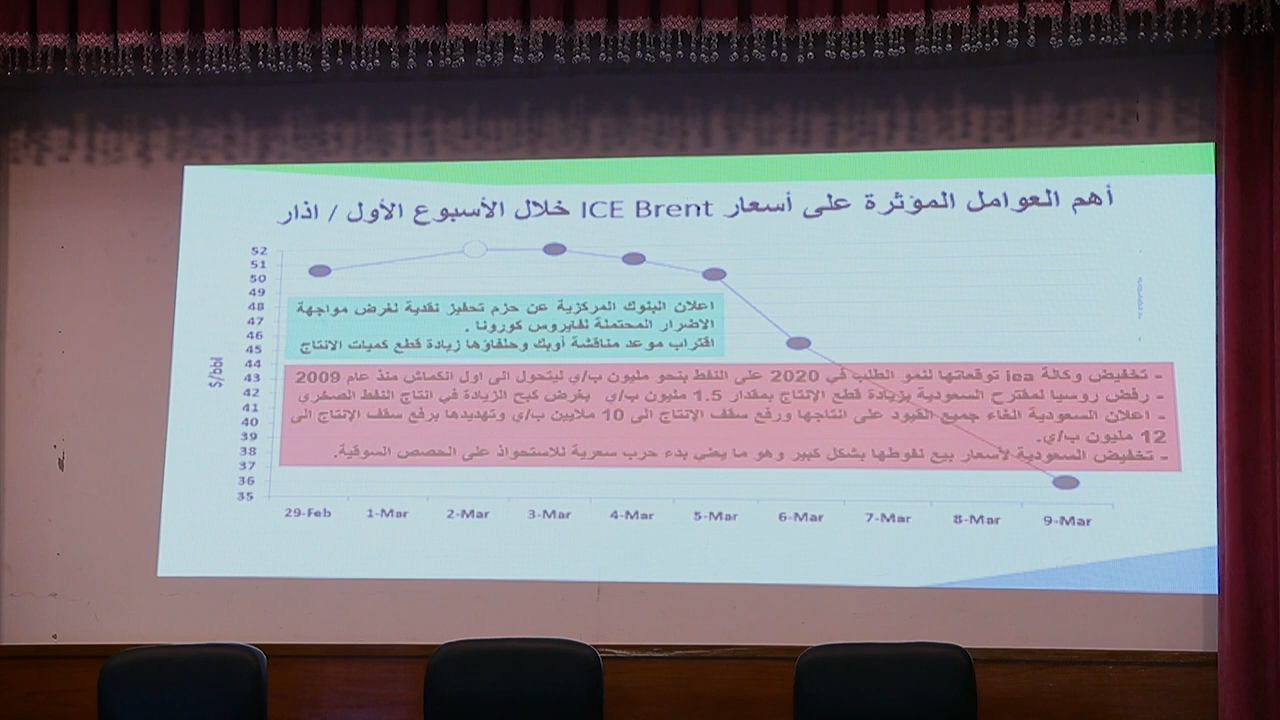 أهم العوامل المؤثرة على أسعار ICE Brent خلال الأسبوع الأول / اذار
52
51
50
49
48
47
46
45
44
43
42
41
40
39
38
37
36
35
$/bbl
اعلان البنوك المركزية عن حزم تحفيز نقدية لغرض مواجهة
الاضرار المحتملة لفايروس كورونا .
اقتراب موعد مناقشة أوبك وحلفاؤها زيادة قطع كميات الانتاج
- تخفيض وكالة iea توقعاتها لنمو الطلب في 2020 على النفط بنحو مليون ب/ي ليتحول الى اول انكماش منذ عام 2009
- رفض روسيا لمقترح السعودية بزيادة قطع الإنتاج بمقدار 1.5 مليون ب/ي بغرض كبح الزيادة في انتاج النفط الصخري
- اعلان السعودية الغاء جميع القيود على انتاجها ورفع سقف الإنتاج الى 10 ملايين ب/ي وتهديدها برفع سقف الإنتاج الى
12 مليون ب/ي.
- تخفيض السعودية لأسعار بيع نفوطها بشكل كبير وهو ما يعني بدء حرب سعرية للاستحواذ على الحصص السوقية.
29-Feb 1-Mar 2-Mar 3-Mar 4-Mar 5-Mar 6-Mar 7-Mar 8-Mar 9-Mar